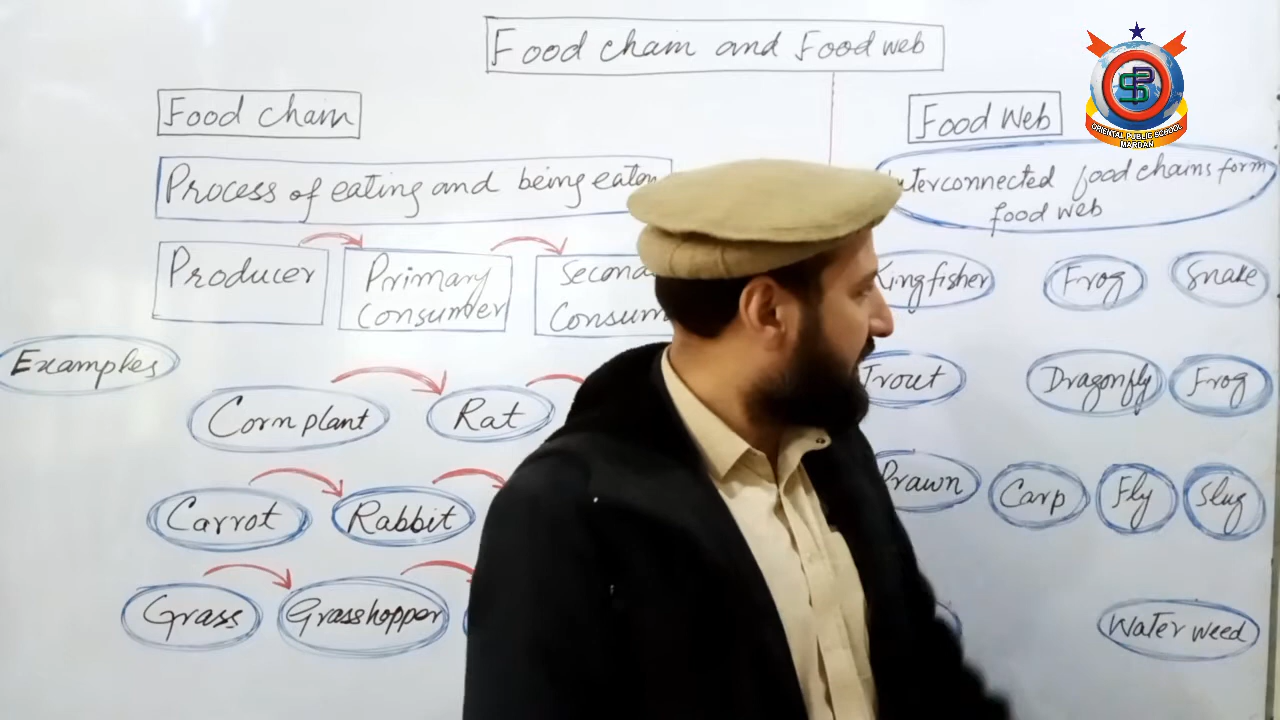 Food chain and Food web
Food chain
Food Web
ORIENTAL PUBLIC SCHOOL
MARDAN
Process of eating and being eaten
Interconnected food chains form
food web
Producer
Primary
consumer
Kingfisher
Frog
Snake
Examples
Corn plant
Rat
Trout
Dragonfly
Frog
Carrot
Rabbit
Prawn
Carp
Fly
Slug
Grass
Grasshopper
Water weed